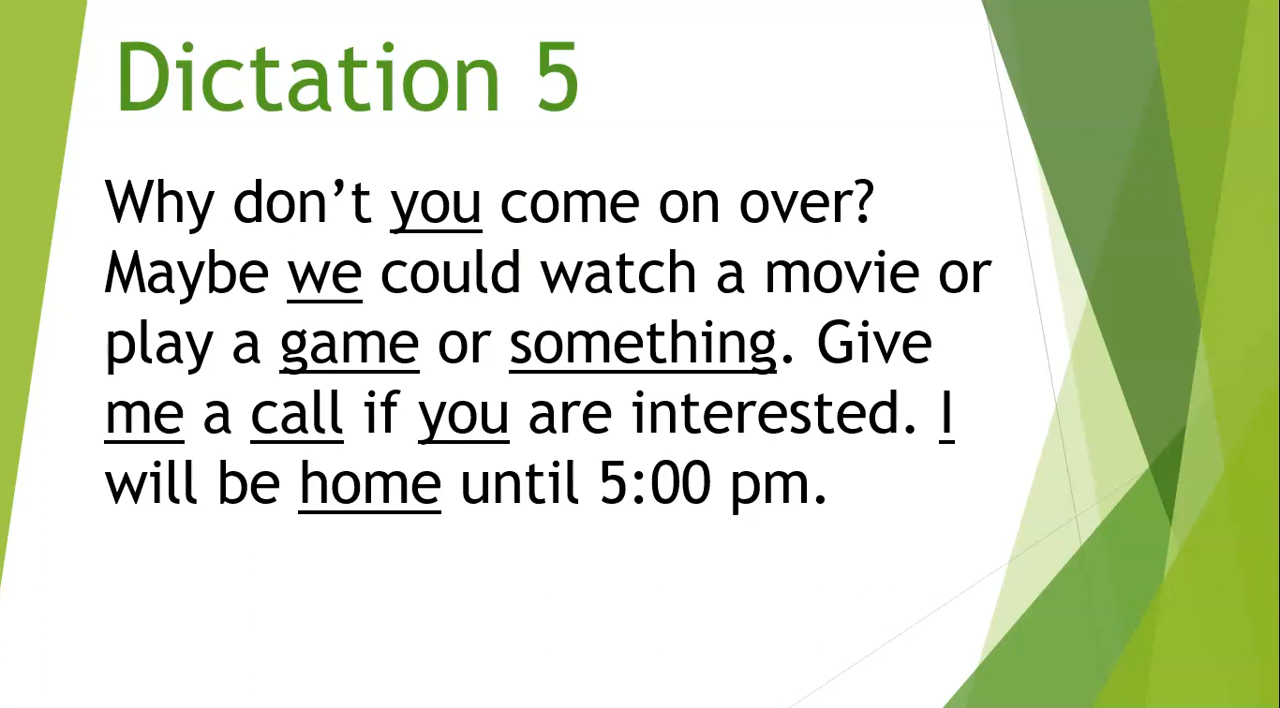 Dictation 5
Why don’t you come on over?
Maybe we could watch a movie or
play a game or something. Give
me a call if you are interested. I
will be home until 5:00 pm.